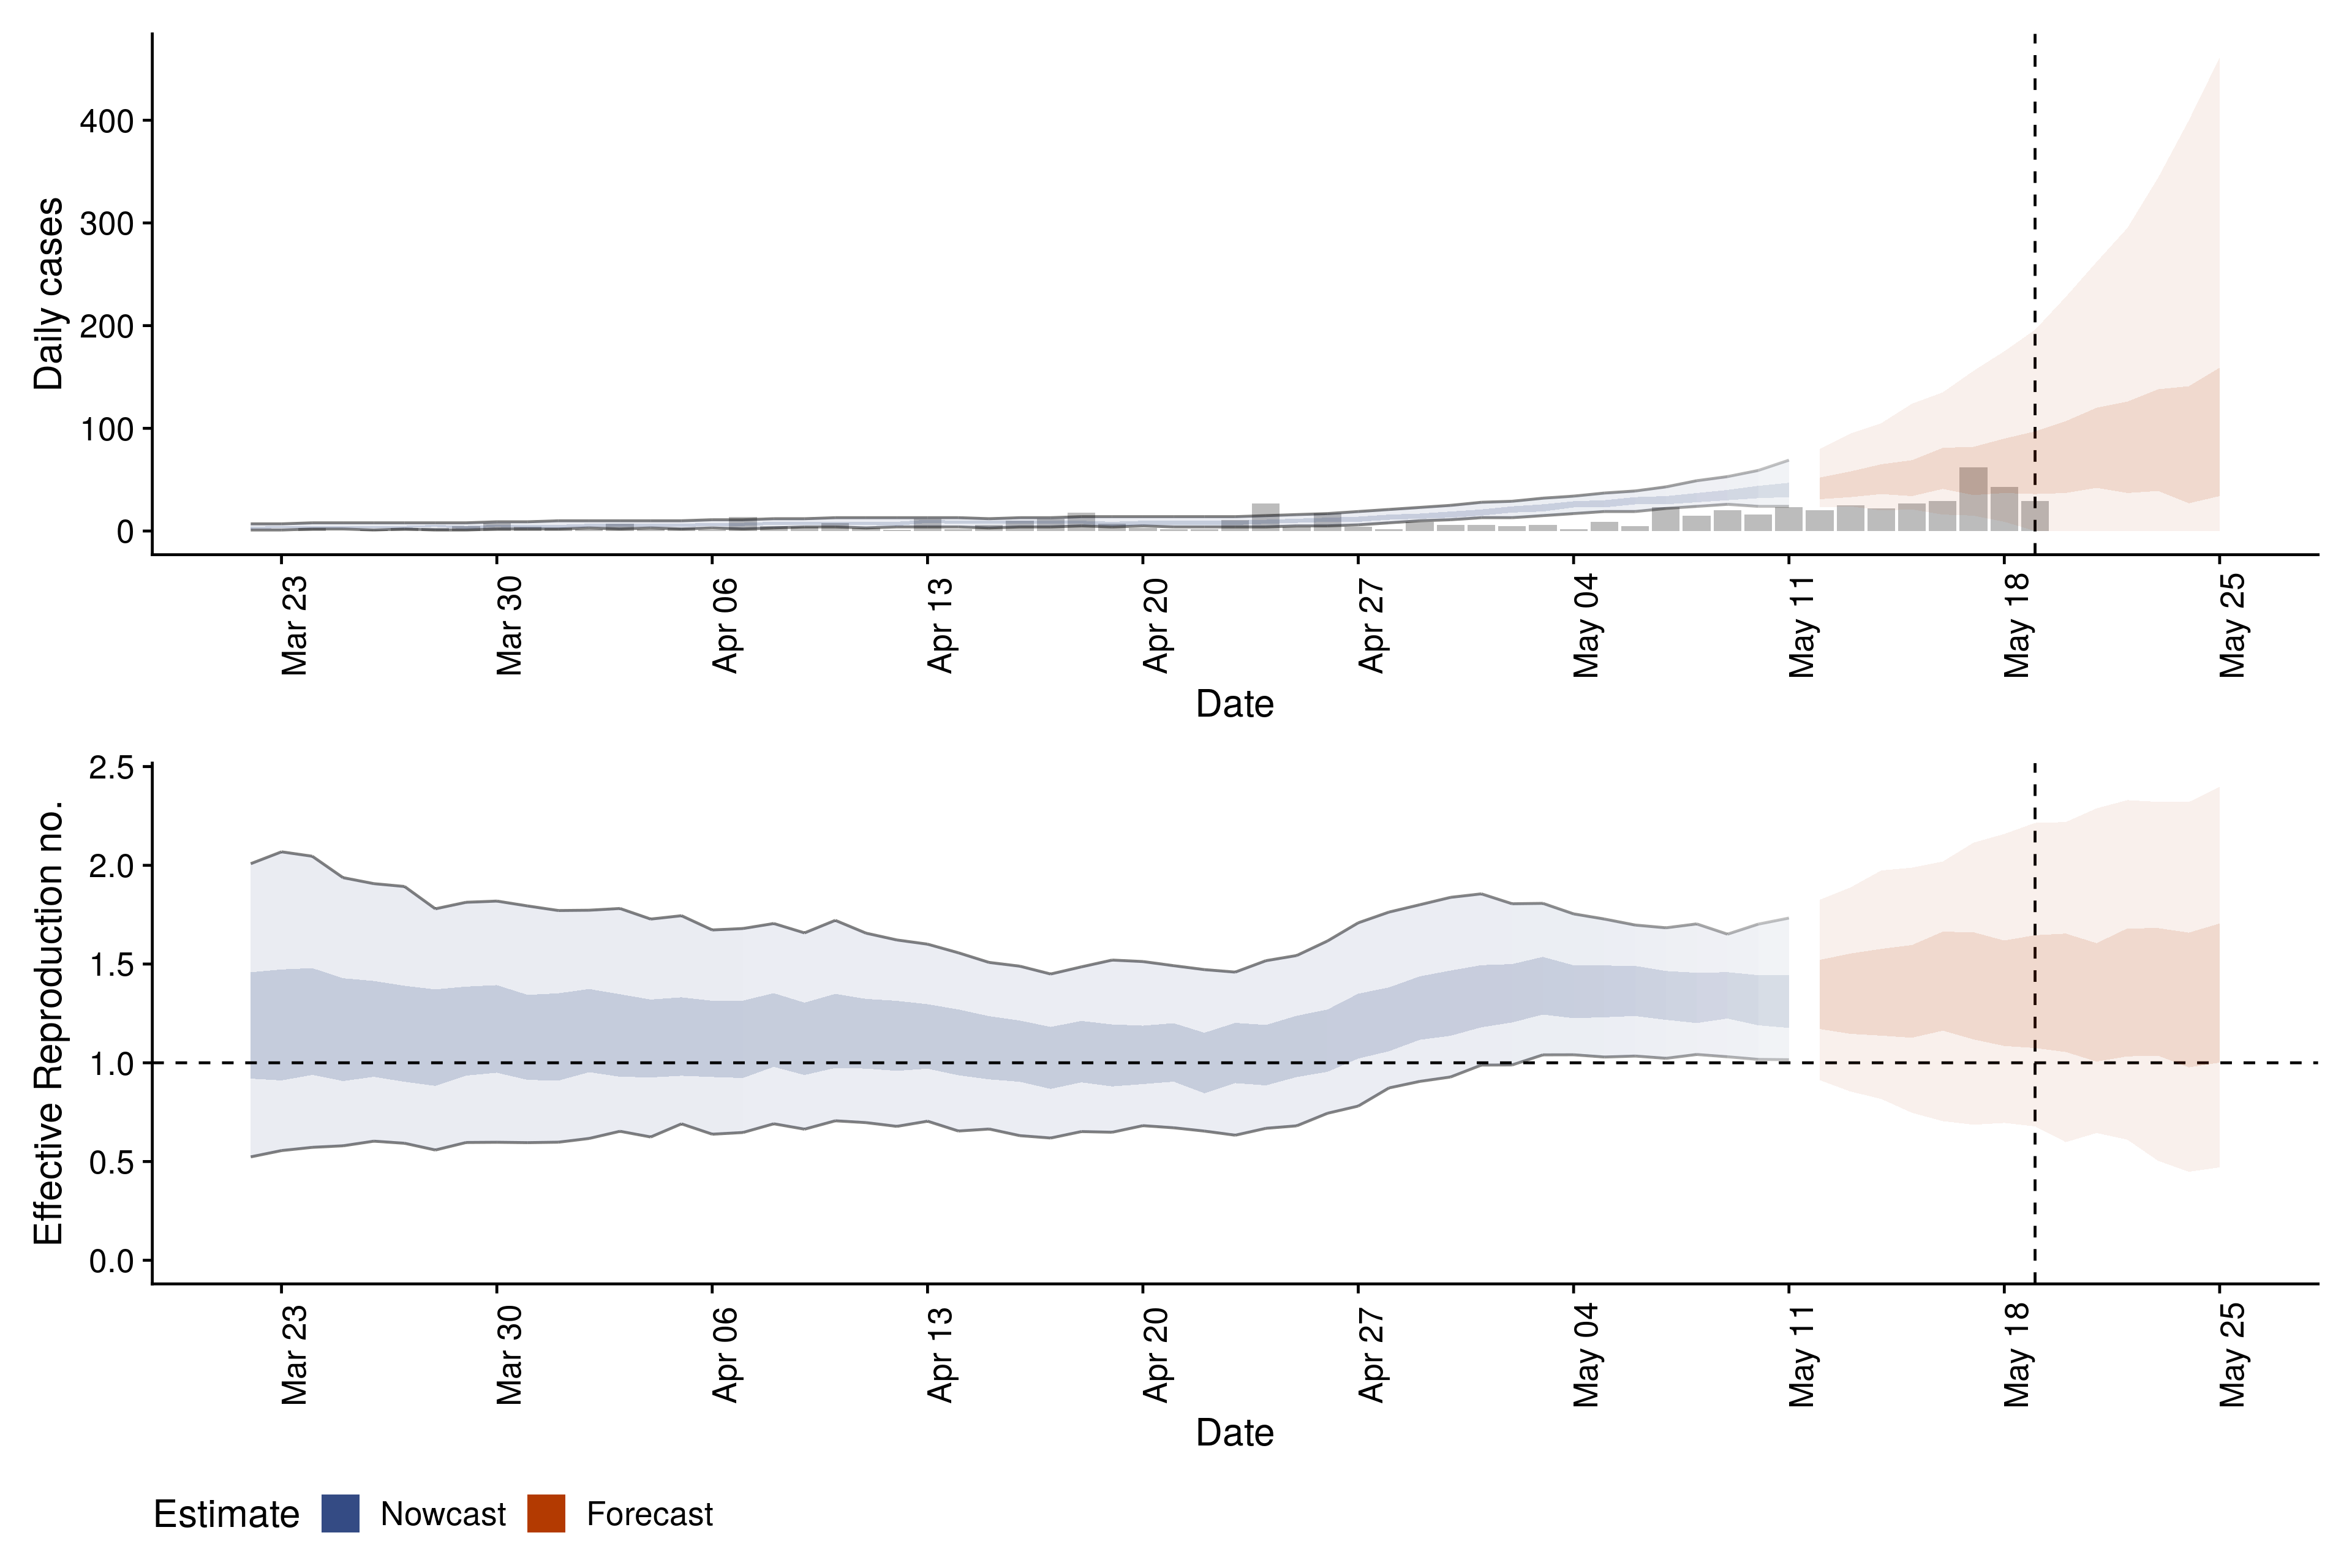 Daily cases
400
300
200
100
0
Mar 23
Mar 30
Apr 06
Apr 13
Apr 20
Apr 27
May 04
May 11
May 18
May 25
Date
Effective Reproduction no.
2.5
2.0
1.5
1.0
0.5
0.0
Mar 23
Mar 30
Apr 06
Apr 13
Apr 20
Apr 27
May 04
May 11
May 18
May 25
Date
Estimate Nowcast Forecast